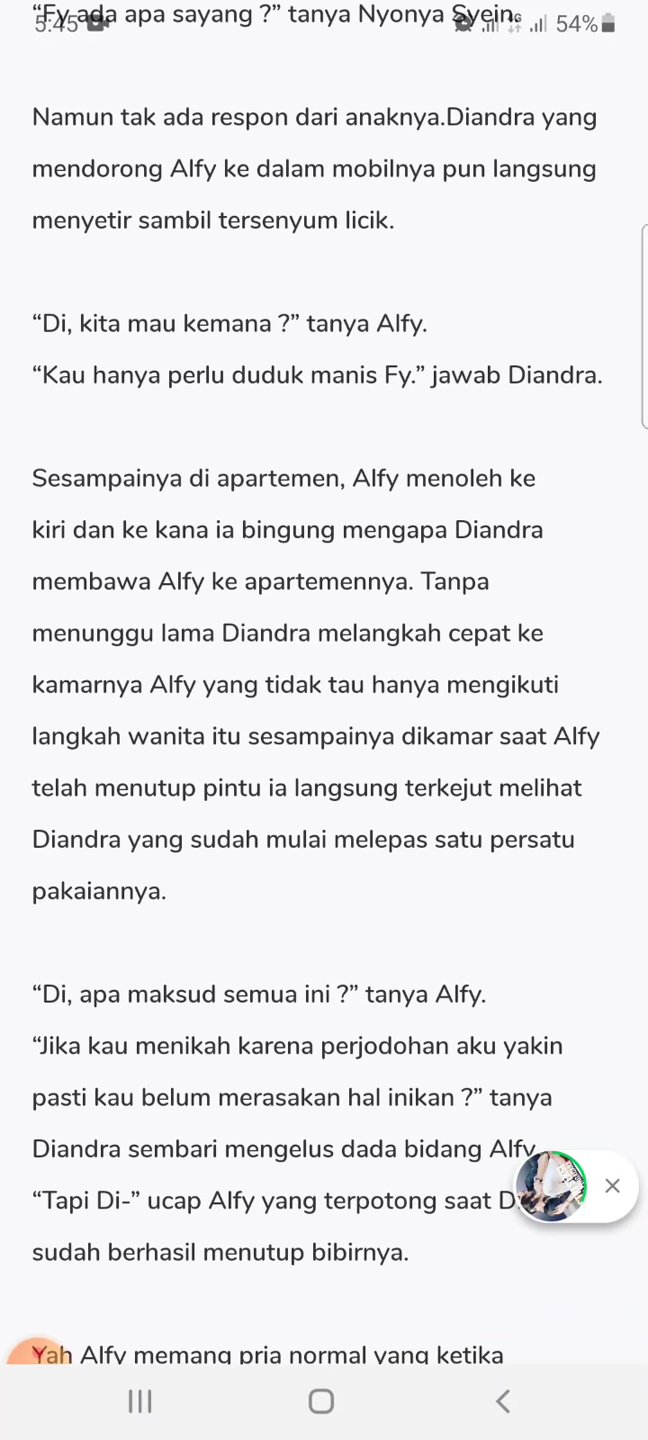 “Fy ada apa sayang ?” tanya Nyonya Syein.
5:45 54%
Namun tak ada respon dari anaknya.Diandra yang
mendorong Alfy ke dalam mobilnya pun langsung
menyetir sambil tersenyum licik.
“Di, kita mau kemana ?” tanya Alfy.
“Kau hanya perlu duduk manis Fy.” jawab Diandra.
Sesampainya di apartemen, Alfy menoleh ke
kiri dan ke kana ia bingung mengapa Diandra
membawa Alfy ke apartemennya. Tanpa
menunggu lama Diandra melangkah cepat ke
kamarnya Alfy yang tidak tau hanya mengikuti
langkah wanita itu sesampainya dikamar saat Alfy
telah menutup pintu ia langsung terkejut melihat
Diandra yang sudah mulai melepas satu persatu
pakaiannya.
“Di, apa maksud semua ini ?” tanya Alfy.
“Jika kau menikah karena perjodohan aku yakin
pasti kau belum merasakan hal inikan ?” tanya
Diandra sembari mengelus dada bidang Alfy
“Tapi Di-” ucap Alfy yang terpotong saat
sudah berhasil menutup bibirnya.
Yah Alfy memang pria normal yang ketika